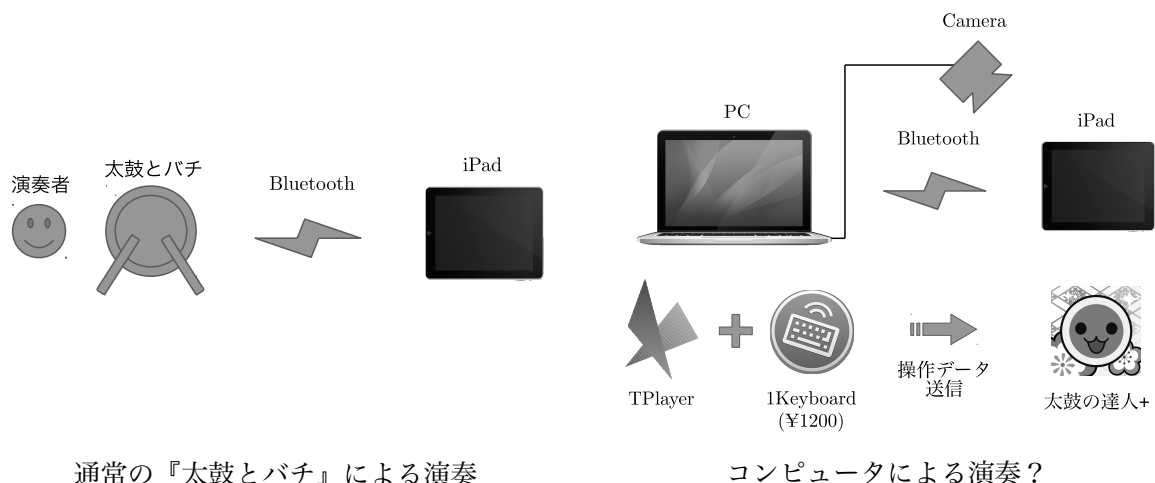 演奏者
太鼓とバチ
Bluetooth
iPad
通常の『太鼓とバチ』による演奏
Camera
PC
Bluetooth
iPad
TPlayer
1Keyboard
(¥1200)
操作データ
送信
太鼓の達人+
コンピュータによる演奏？